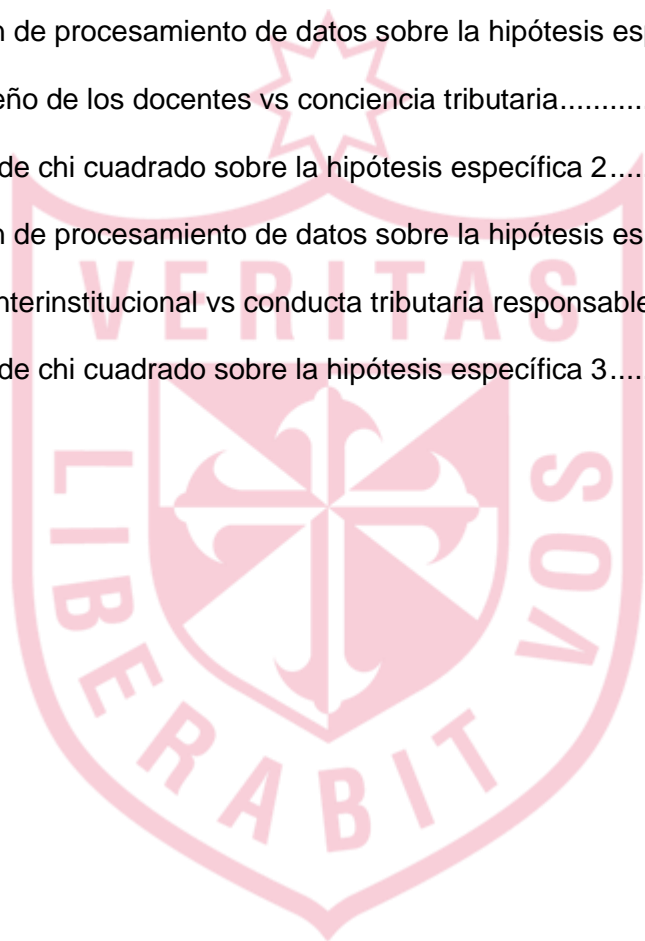 n de procesamiento de datos sobre la hipótesis es
eño de los docentes vs conciencia tributaria..........
de chi cuadrado sobre la hipótesis específica 2....
n de procesamiento de datos sobre la hipótesis es
nterinstitucional vs conducta tributaria responsable
de chi cuadrado sobre la hipótesis específica 3....
VERITAS
LIBERABIT VOS